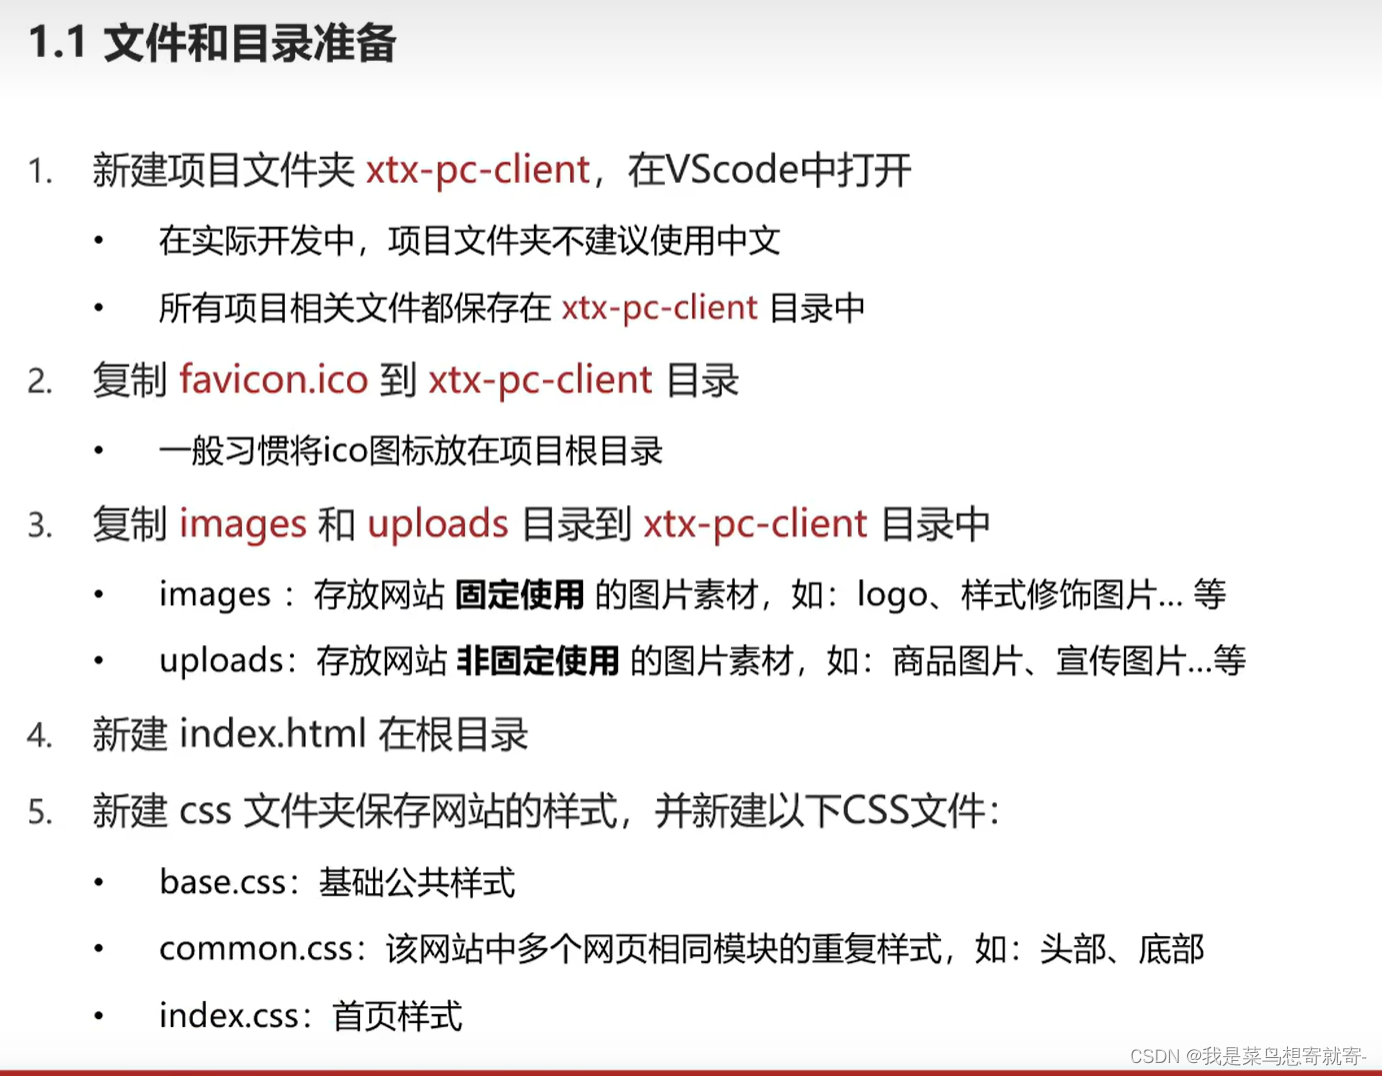 1.1 文件和目录准备
1. 新建项目文件夹 xtx-pc-client，在VScode中打开
• 在实际开发中，项目文件夹不建议使用中文
• 所有项目相关文件都保存在 xtx-pc-client 目录中
2. 复制 favicon.ico 到 xtx-pc-client 目录
• 一般习惯将ico图标放在项目根目录
3. 复制 images 和 uploads 目录到 xtx-pc-client 目录中
• images ：存放网站 固定使用 的图片素材，如：logo、样式修饰图片... 等
• uploads：存放网站 非固定使用 的图片素材，如：商品图片、宣传图片...等
4. 新建 index.html 在根目录
5. 新建 css 文件夹保存网站的样式，并新建以下CSS文件：
• base.css：基础公共样式
• common.css：该网站中多个网页相同模块的重复样式，如：头部、底部
• index.css：首页样式
CSDN @我是菜鸟想寄就寄-